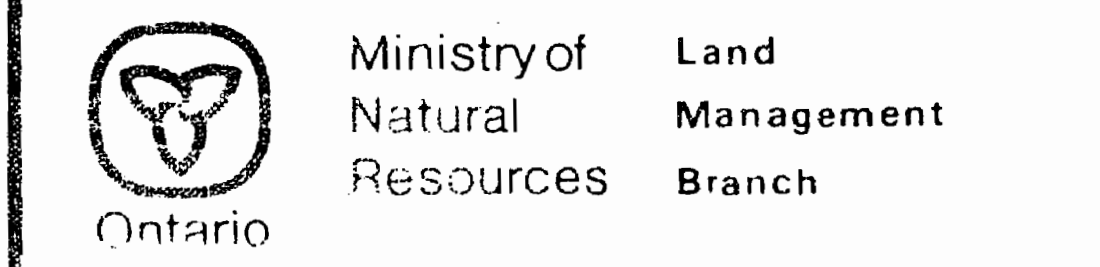 Ministry of Land
Natural Management
Resources Branch
Ontario